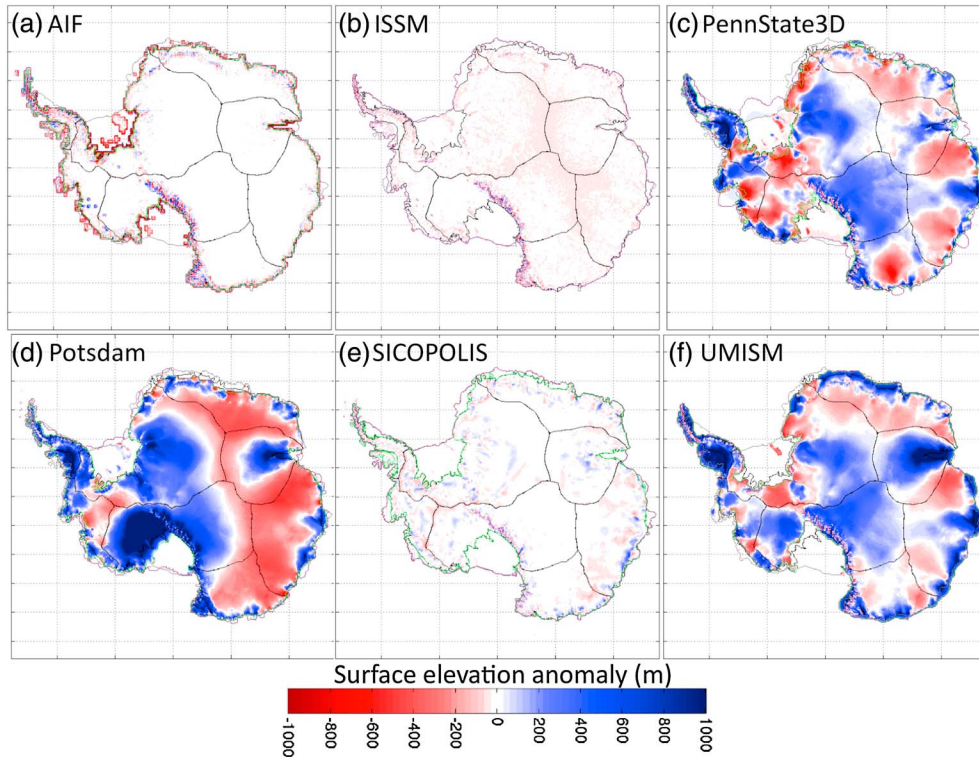 (a) AIF
(b) ISSM
(c) PennState3D
(d) Potsdam
(e) SICOPOLIS
(f) UMISM
Surface elevation anomaly (m)
-1000 -800 -600 -400 -200 0 200 400 600 800 1000